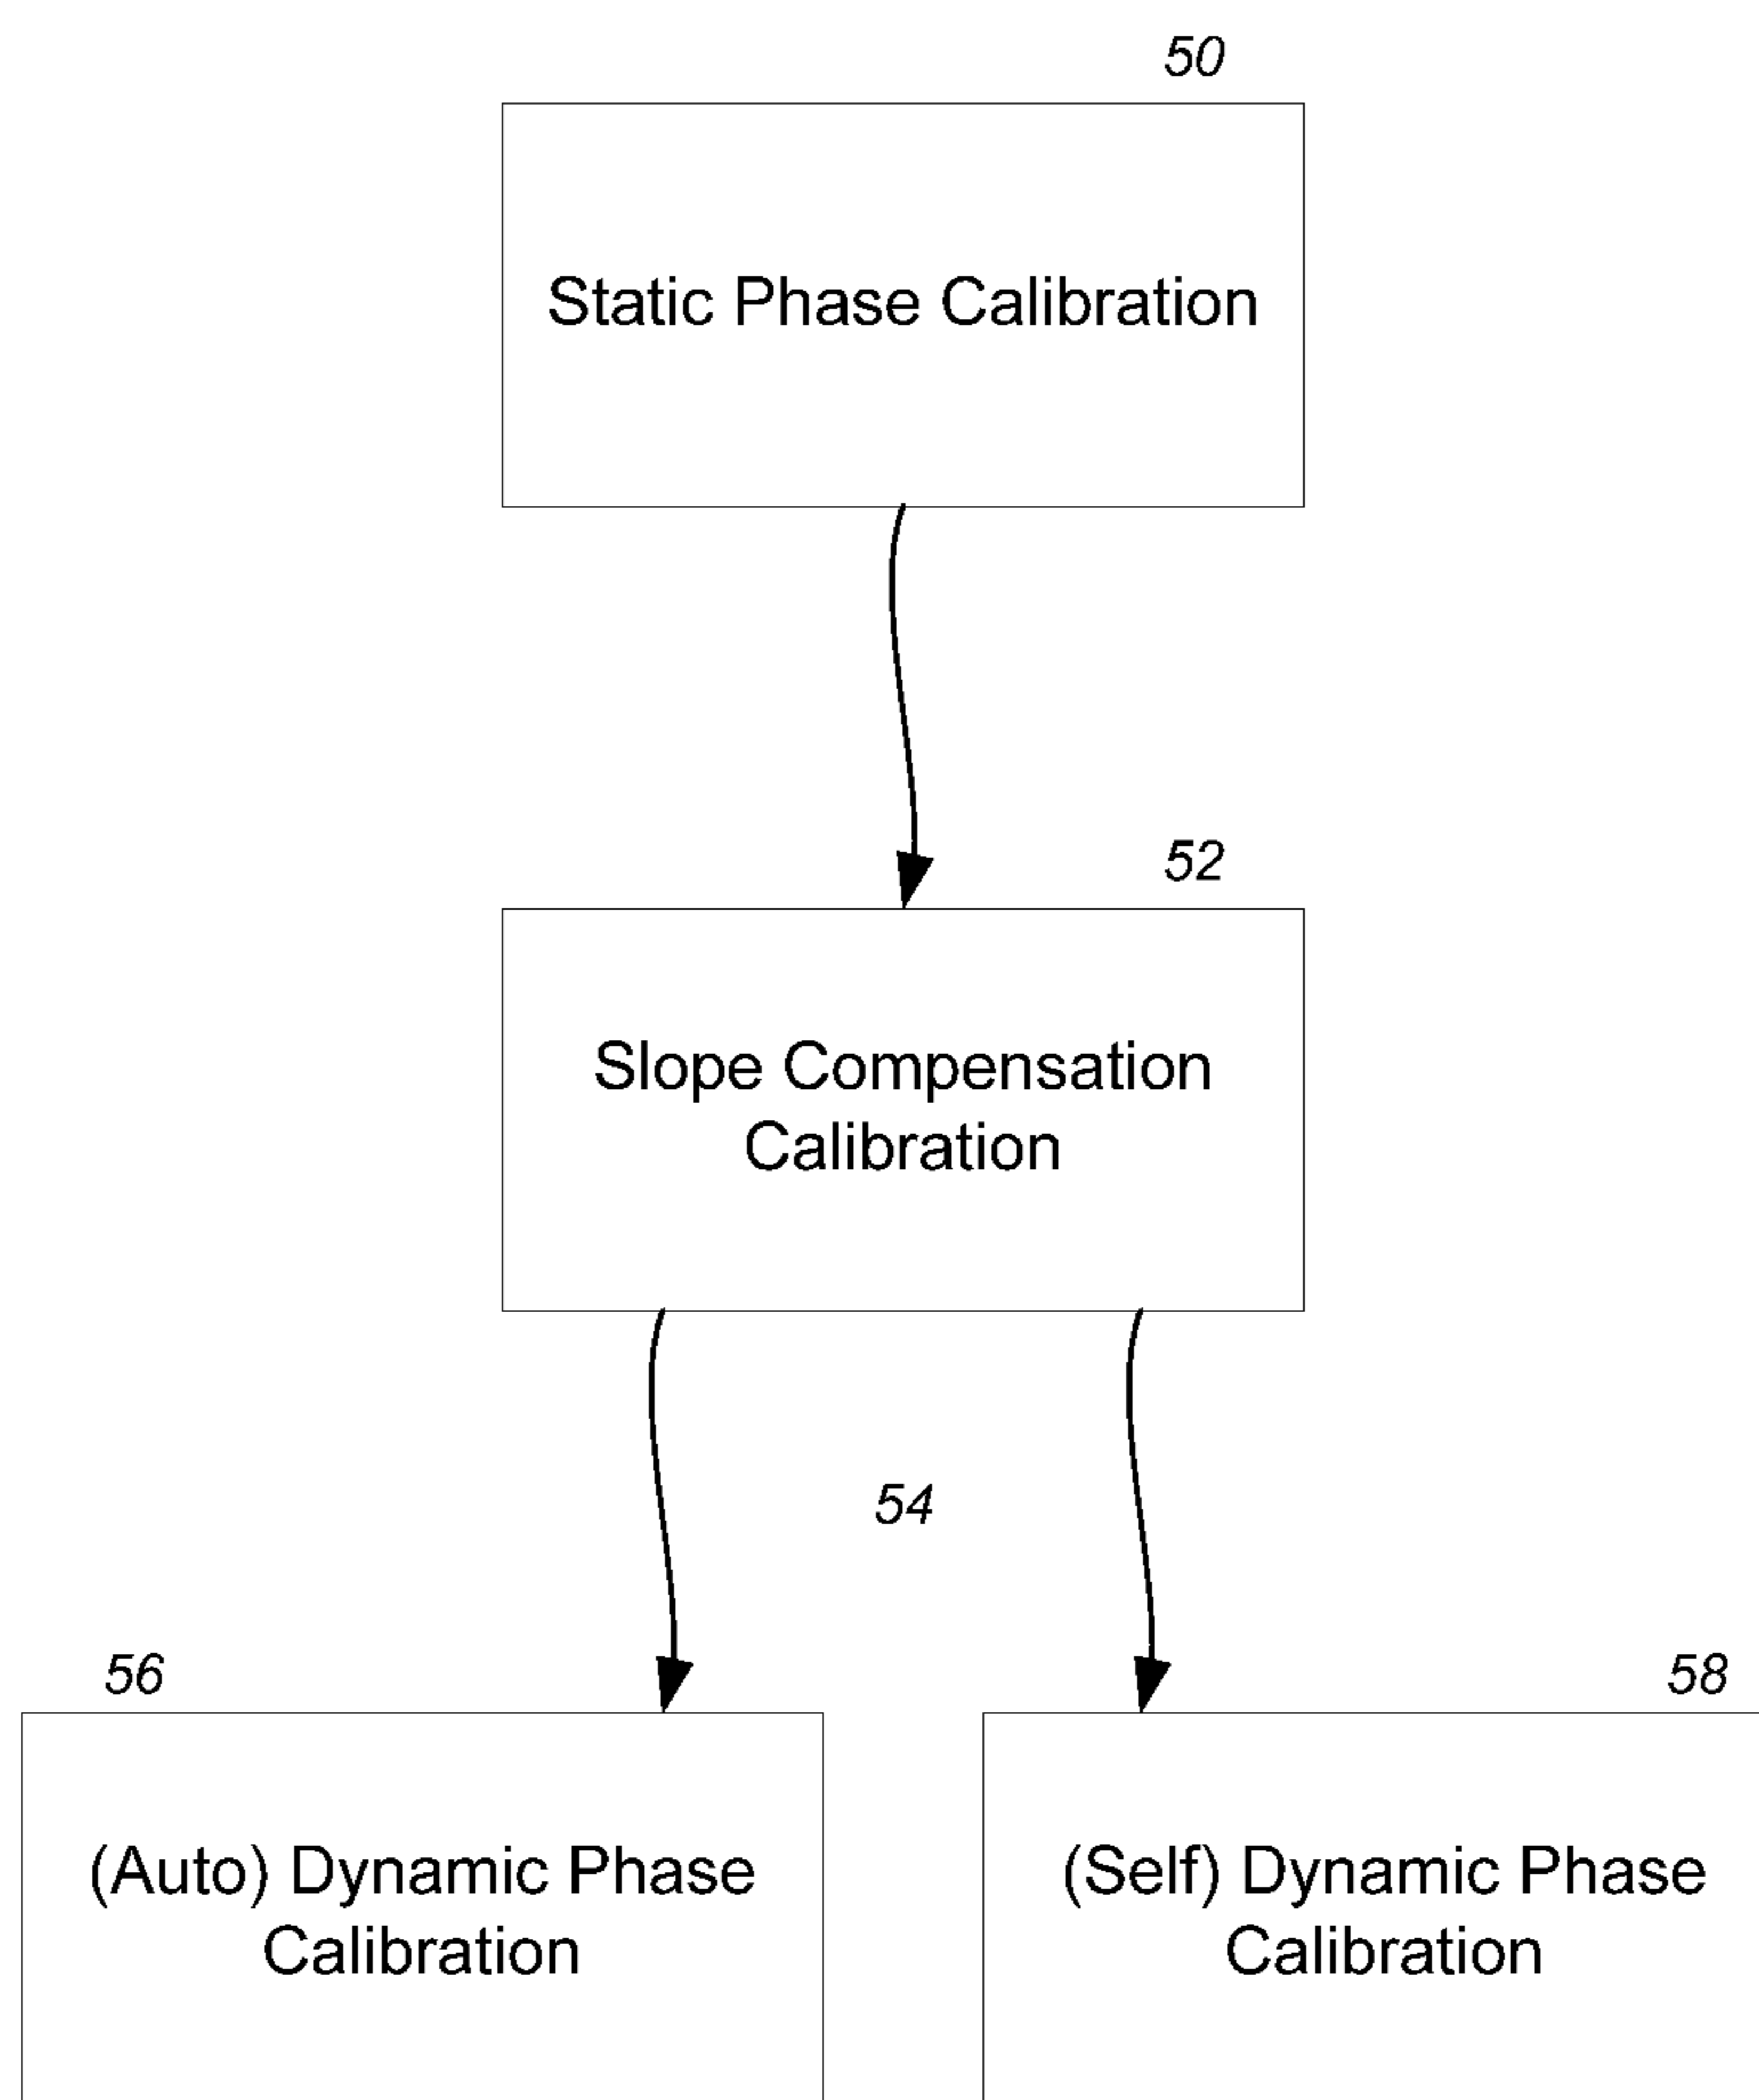 50
Static Phase Calibration
52
Slope Compensation
Calibration
54
56
58
(Auto) Dynamic Phase
Calibration
(Self) Dynamic Phase
Calibration